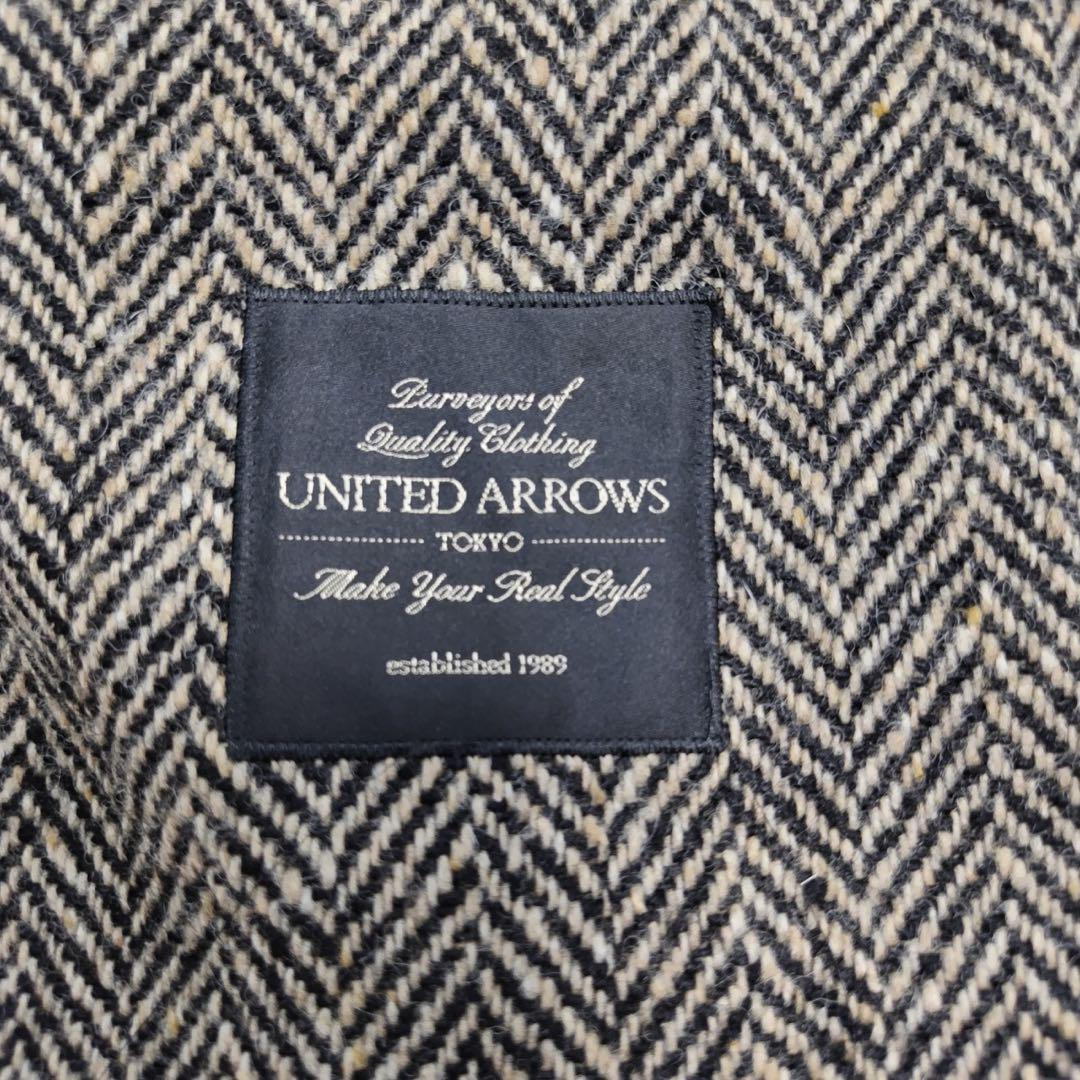 Purveyors of
Quality Clothing
UNITED ARROWS
TOKYO
Make Your Real Style
established 1989